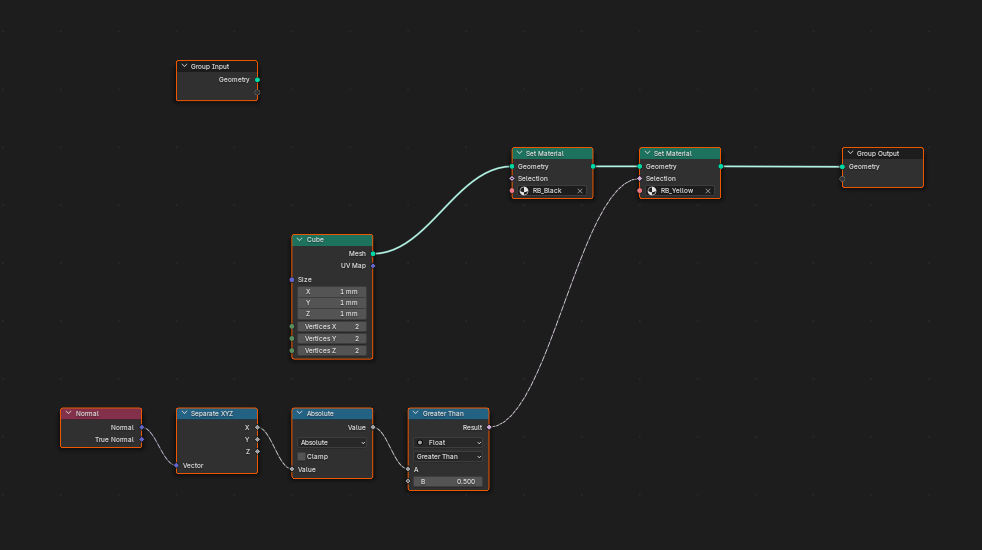 Group Input
Geometry
Set Material
Geometry
Selection
RB_Black
Set Material
Geometry
Selection
RB_Yellow
Group Output
Geometry
Cube
Mesh
UV Map
Size
X 1 mm
Y 1 mm
Z 1 mm
Vertices X 2
Vertices Y 2
Vertices Z 2
Normal
Normal
True Normal
Separate XYZ
X
Y
Z
Vector
Absolute
Value
Absolute
Clamp
Value
Greater Than
Result
Float
Greater Than
A
B 0.500